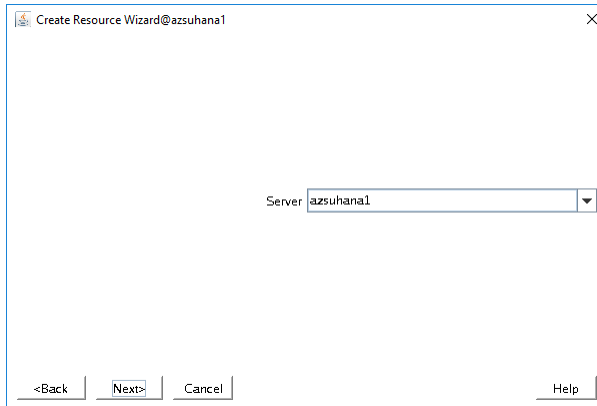 Create Resource Wizard@azsuhana1
Server azsuhana1
<Back Next> Cancel Help